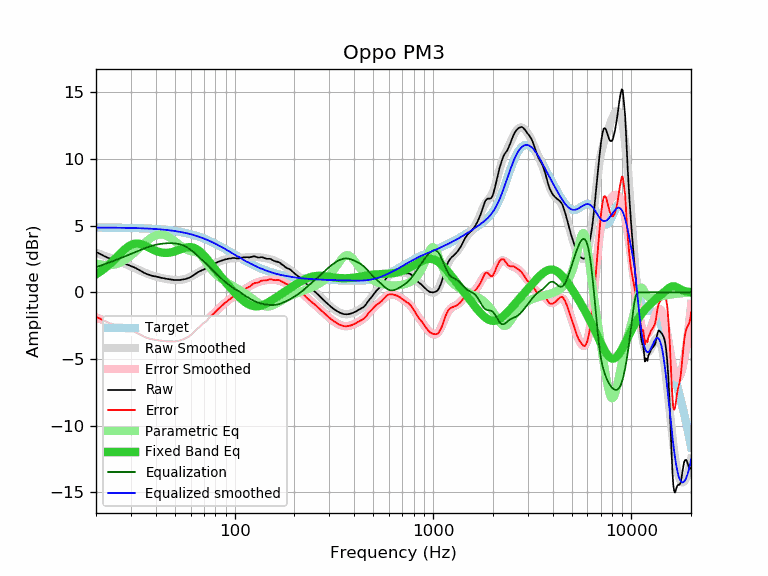 Oppo PM3
15
10
5
0
−5
−10
−15
Amplitude (dBr)
Target
Raw Smoothed
Error Smoothed
Raw
Error
Parametric Eq
Fixed Band Eq
Equalization
Equalized smoothed
100
1000
10000
Frequency (Hz)